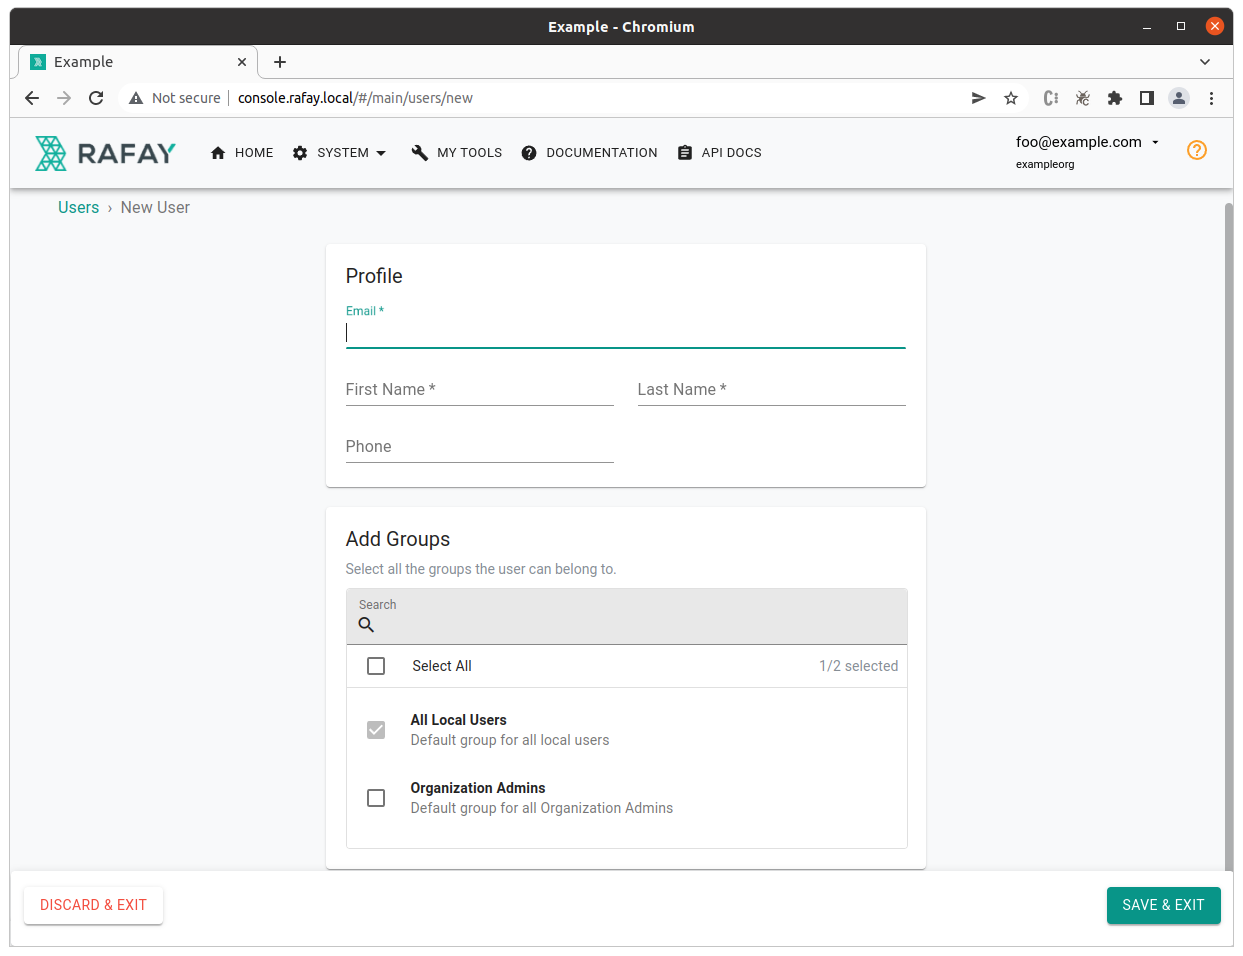 Example - Chromium
Example
Not secure
console.rafay.local/#/main/users/new
RAFAY
HOME
SYSTEM
MY TOOLS
DOCUMENTATION
API DOCS
foo@example.com
exampleorg
Users › New User
Profile
Email *
First Name *
Last Name *
Phone
Add Groups
Select all the groups the user can belong to.
Search
Select All
1/2 selected
All Local Users
Default group for all local users
Organization Admins
Default group for all Organization Admins
DISCARD & EXIT
SAVE & EXIT